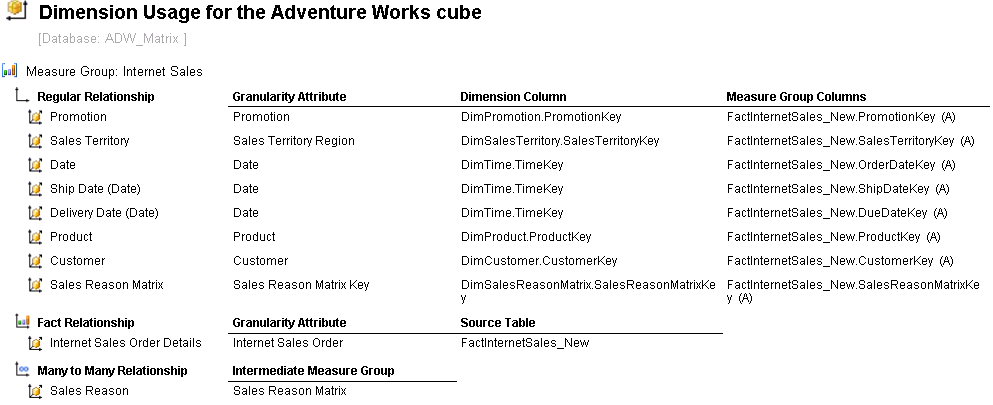 Dimension Usage for the Adventure Works cube
[Database: ADW_Matrix ]
Measure Group: Internet Sales
Regular Relationship Granularity Attribute Dimension Column Measure Group Columns
Promotion Promotion DimPromotion.PromotionKey FactInternetSales_New.PromotionKey (A)
Sales Territory Sales Territory Region DimSalesTerritory.SalesTerritoryKey FactInternetSales_New.SalesTerritoryKey (A)
Date Date DimTime.TimeKey FactInternetSales_New.OrderDateKey (A)
Ship Date (Date) Date DimTime.TimeKey FactInternetSales_New.ShipDateKey (A)
Delivery Date (Date) Date DimTime.TimeKey FactInternetSales_New.DueDateKey (A)
Product Product DimProduct.ProductKey FactInternetSales_New.ProductKey (A)
Customer Customer DimCustomer.CustomerKey FactInternetSales_New.CustomerKey (A)
Sales Reason Matrix Sales Reason Matrix Key DimSalesReasonMatrix.SalesReasonMatrixKe FactInternetSales_New.SalesReasonMatrixKe
y y (A)
Fact Relationship Granularity Attribute Source Table
Internet Sales Order Details Internet Sales Order FactInternetSales_New
Many to Many Relationship Intermediate Measure Group
Sales Reason Sales Reason Matrix